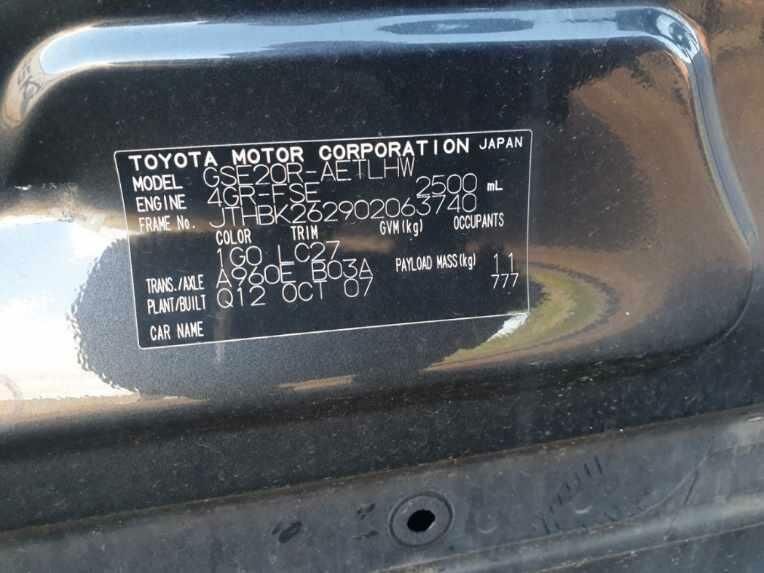 TOYOTA MOTOR CORPORATION JAPAN
MODEL GSE20R-AETLHW
ENGINE 4GR-FSE 2500 mL
FRAME No. JTHBK262902063740
COLOR TRIM GVM(kg) OCCUPANTS
1G0 LC27
TRANS./AXLE A960E B03A PAYLOAD MASS(kg) 11
PLANT/BUILT Q12 OCT 07 777
CAR NAME